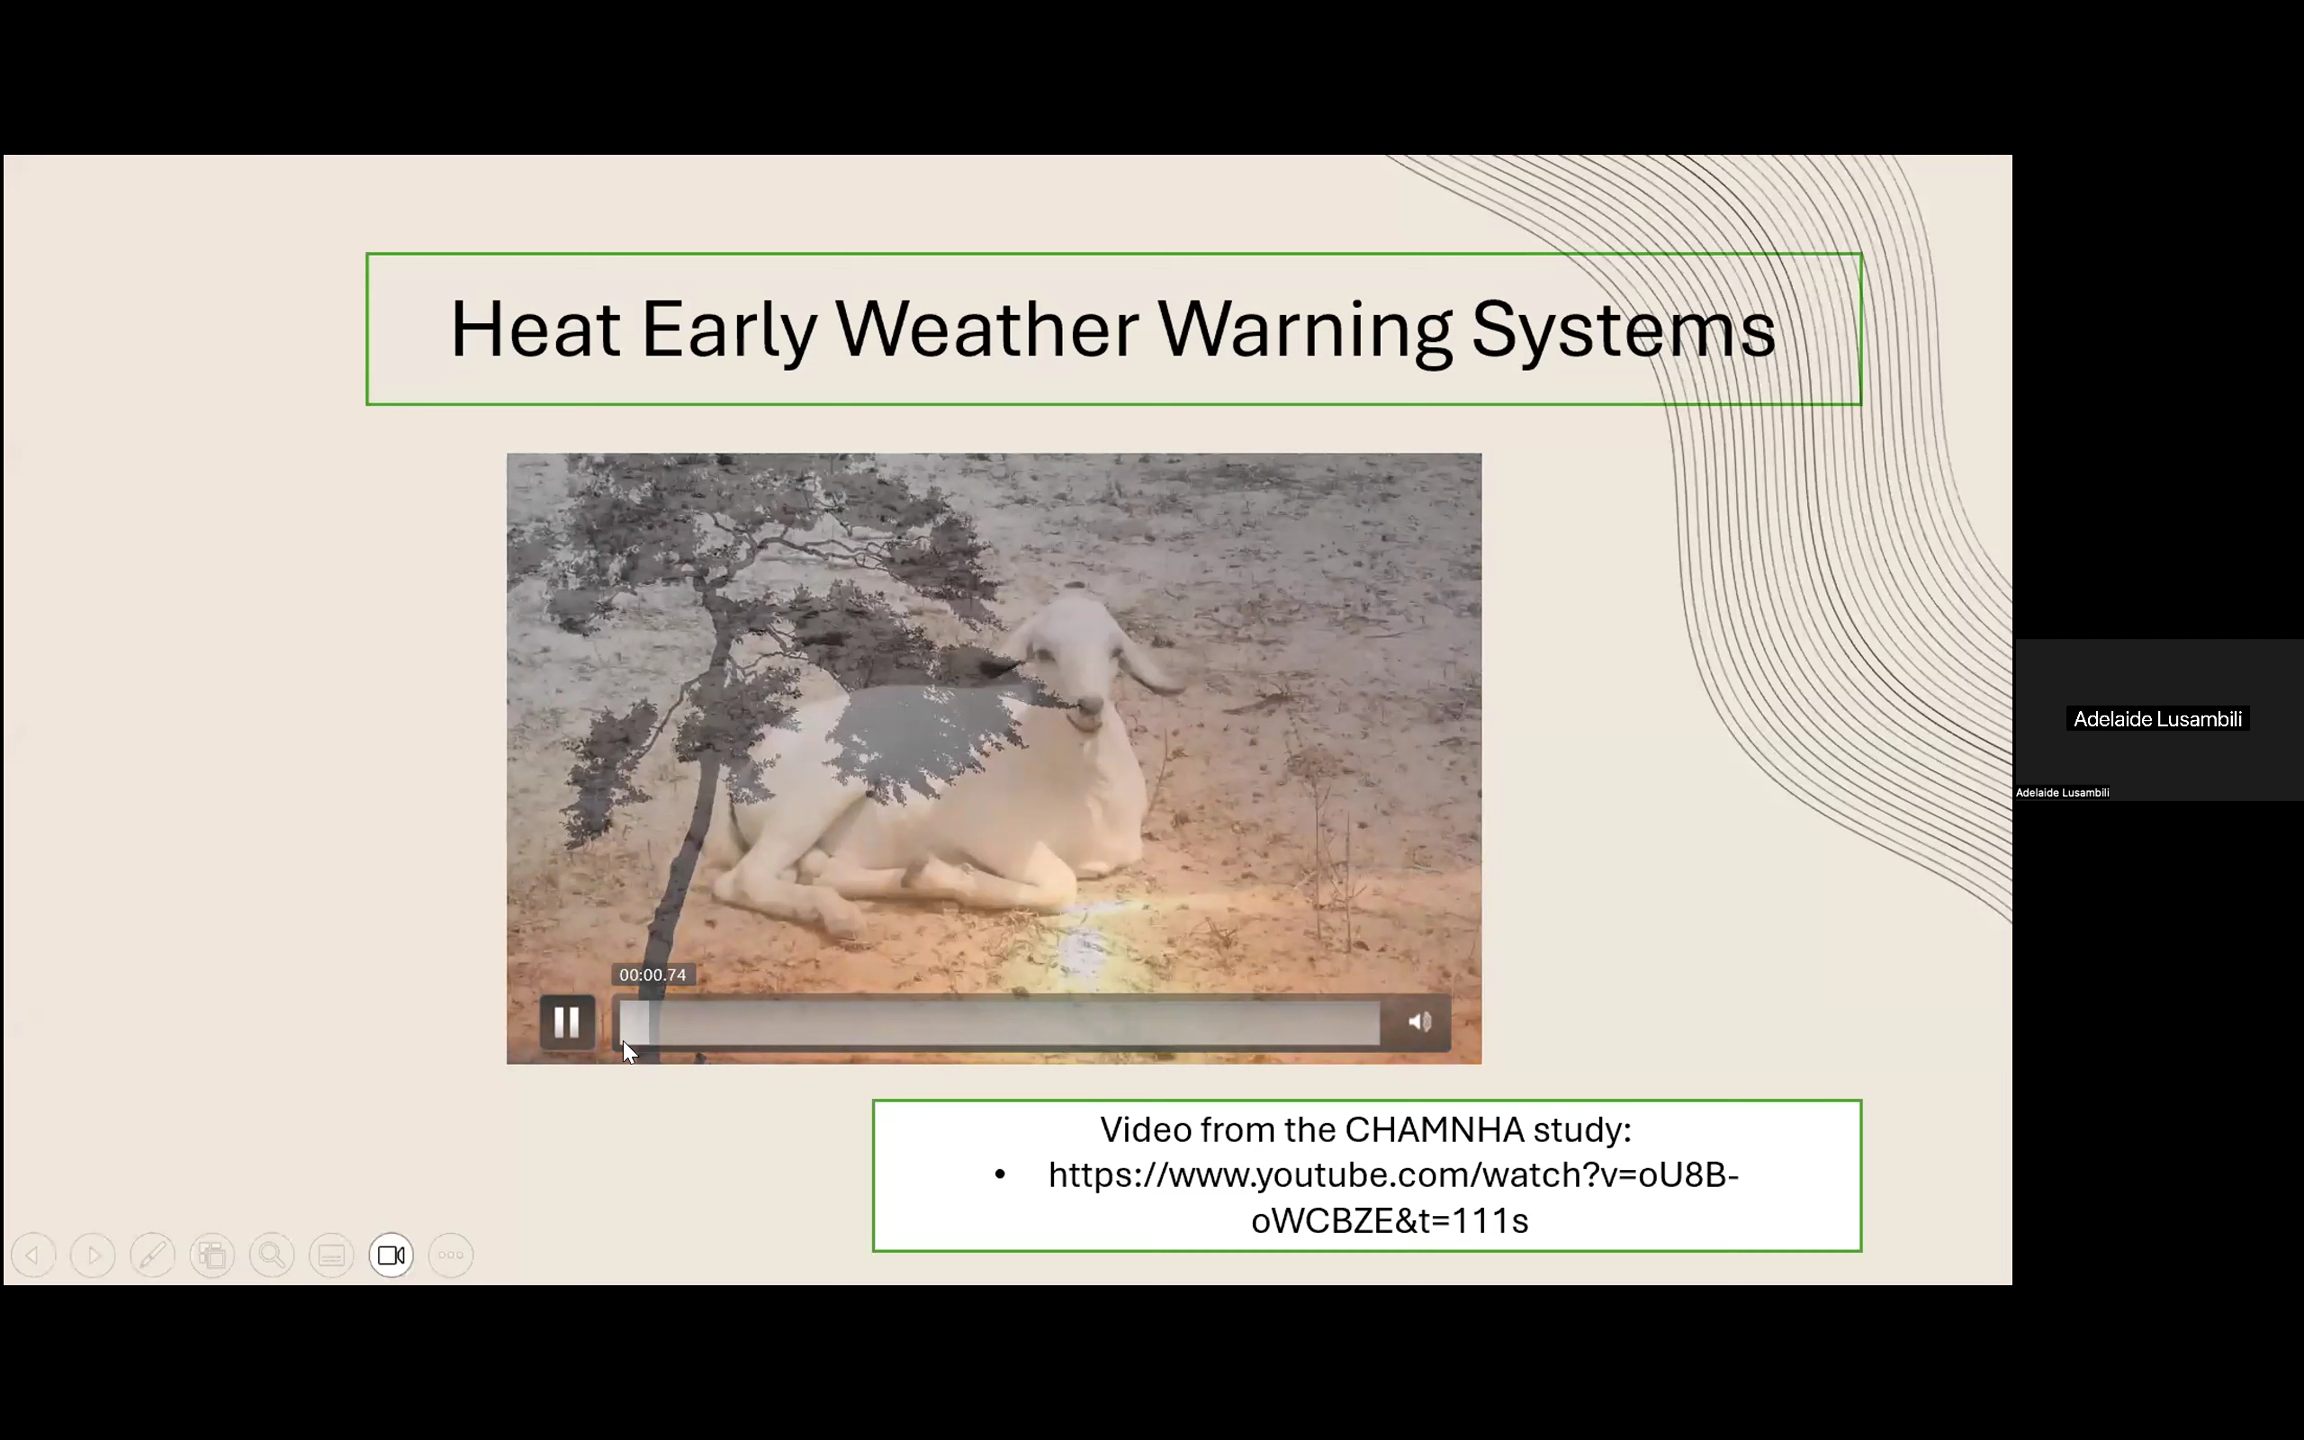 Heat Early Weather Warning Systems
00:00.74
Adelaide Lusambili
Adelaide Lusambili
Video from the CHAMNHA study:
• https://www.youtube.com/watch?v=oU8B-
oWCBZE&t=111s